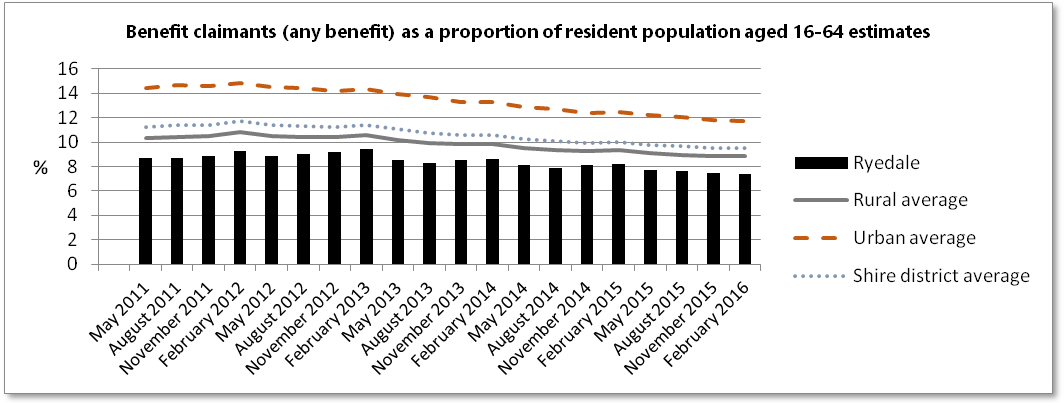 Benefit claimants (any benefit) as a proportion of resident population aged 16-64 estimates
16
14
12
10
8
6
4
2
0
%
May 2011
August 2011
November 2011
February 2012
May 2012
August 2012
November 2012
February 2013
May 2013
August 2013
November 2013
February 2014
May 2014
August 2014
November 2014
February 2015
May 2015
August 2015
November 2015
February 2016
Ryedale
Rural average
Urban average
Shire district average